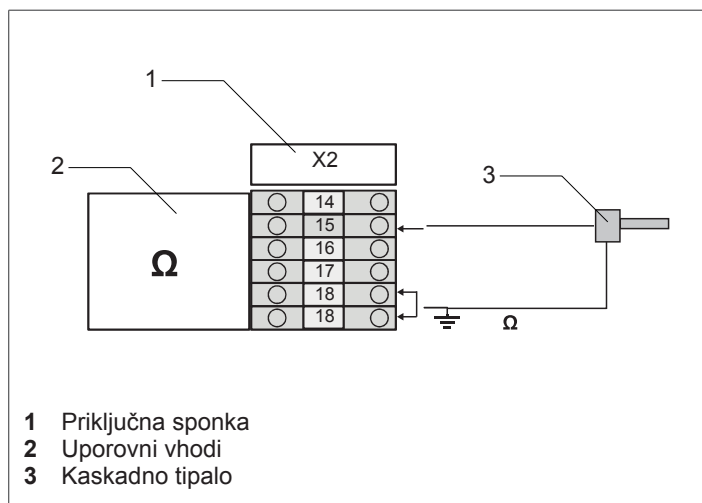 1
X2
2
3
14
15
16
17
18
18
Ω
Ω
1 Priključna sponka
2 Uporovni vhodi
3 Kaskadno tipalo